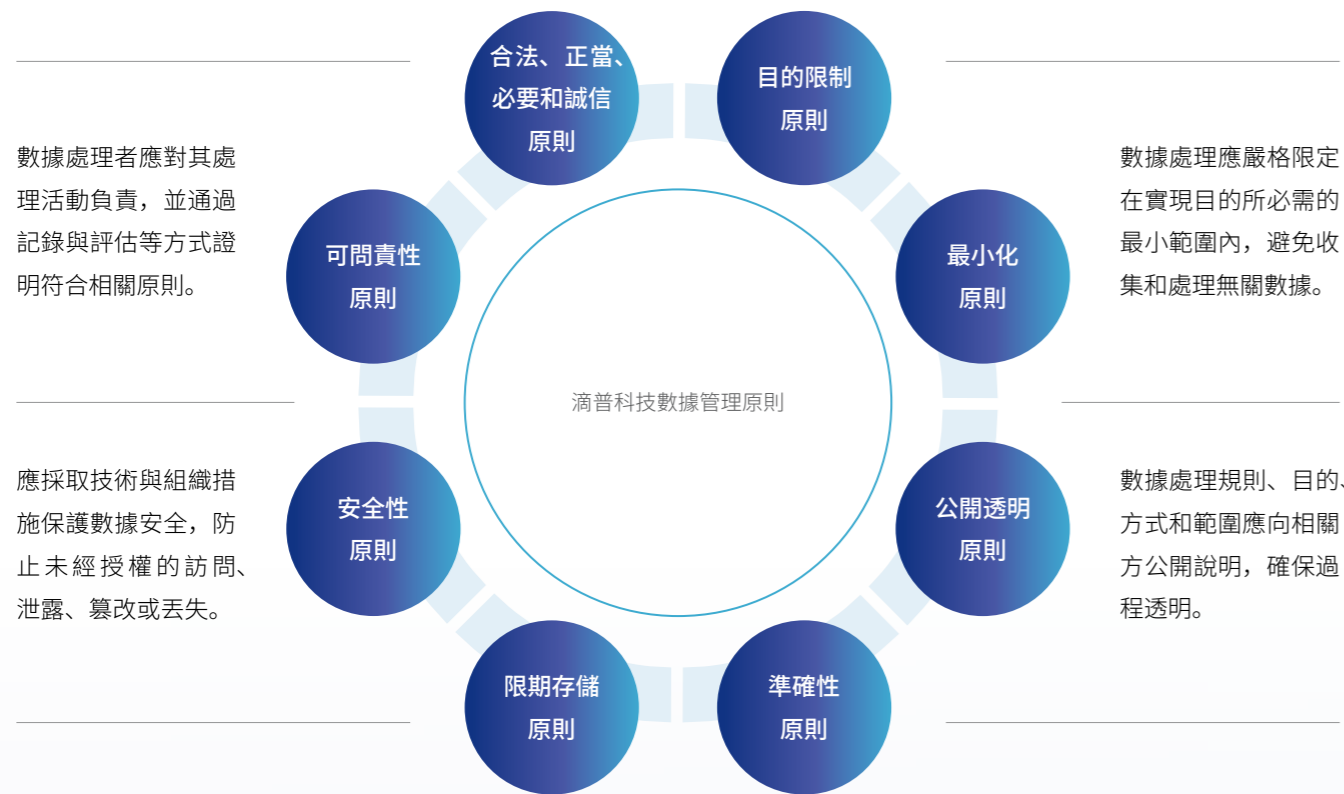 合法、正當、
必要和誠信
原則
目的限制
原則
數據處理者應對其處
理活動負責，並通過
記錄與評估等方式證
明符合相關原則。
可問責性
原則
最小化
原則
數據處理應嚴格限定
在實現目的所必需的
最小範圍內，避免收
集和處理無關數據。
滴普科技數據管理原則
應採取技術與組織措
施保護數據安全，防
止未經授權的訪問、
泄露、篡改或丟失。
安全性
原則
公開透明
原則
數據處理規則、目的、
方式和範圍應向相關
方公開說明，確保過
程透明。
限期存儲
原則
準確性
原則